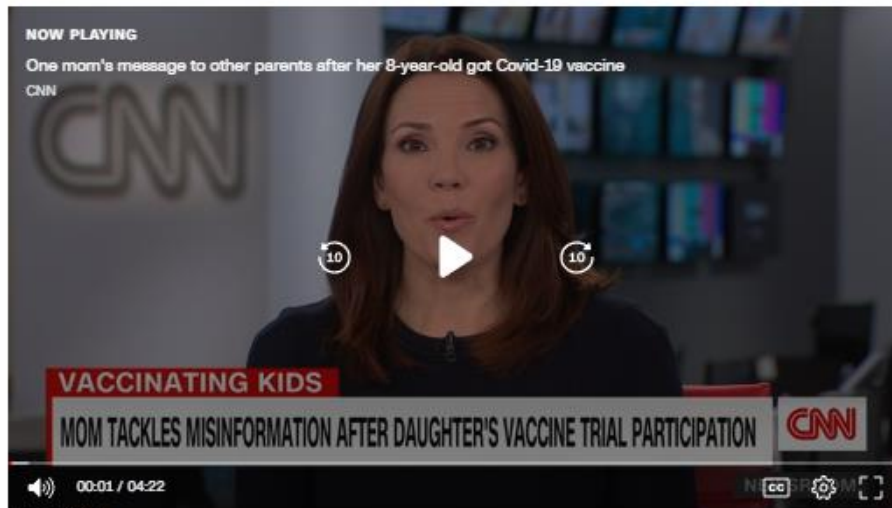 NOW PLAYING
One mom's message to other parents after her 8-year-old got Covid-19 vaccine
CNN
CNN
10
10
VACCINATING KIDS
MOM TACKLES MISINFORMATION AFTER DAUGHTER'S VACCINE TRIAL PARTICIPATION
CNN
00:01 / 04:22
CC